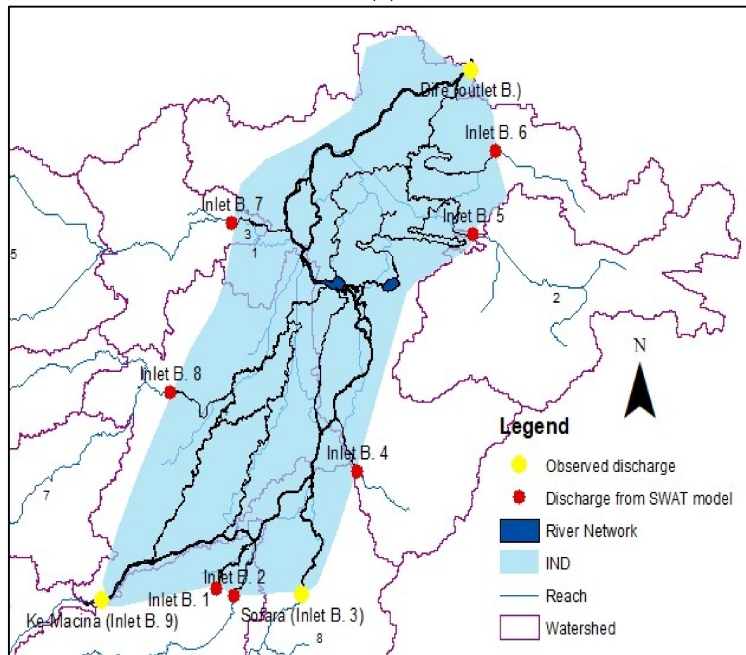 Dire (outlet B.)
Inlet B. 6
Inlet B. 7
Inlet B. 5
3
1
5
2
N
Inlet B. 8
Legend
Inlet B. 4
Observed discharge
7
Discharge from SWAT model
River Network
IND
Inlet B. 2
Inlet B. 1
Reach
Ke-Macina (Inlet B. 9)
Sofara (Inlet B. 3)
8
Watershed